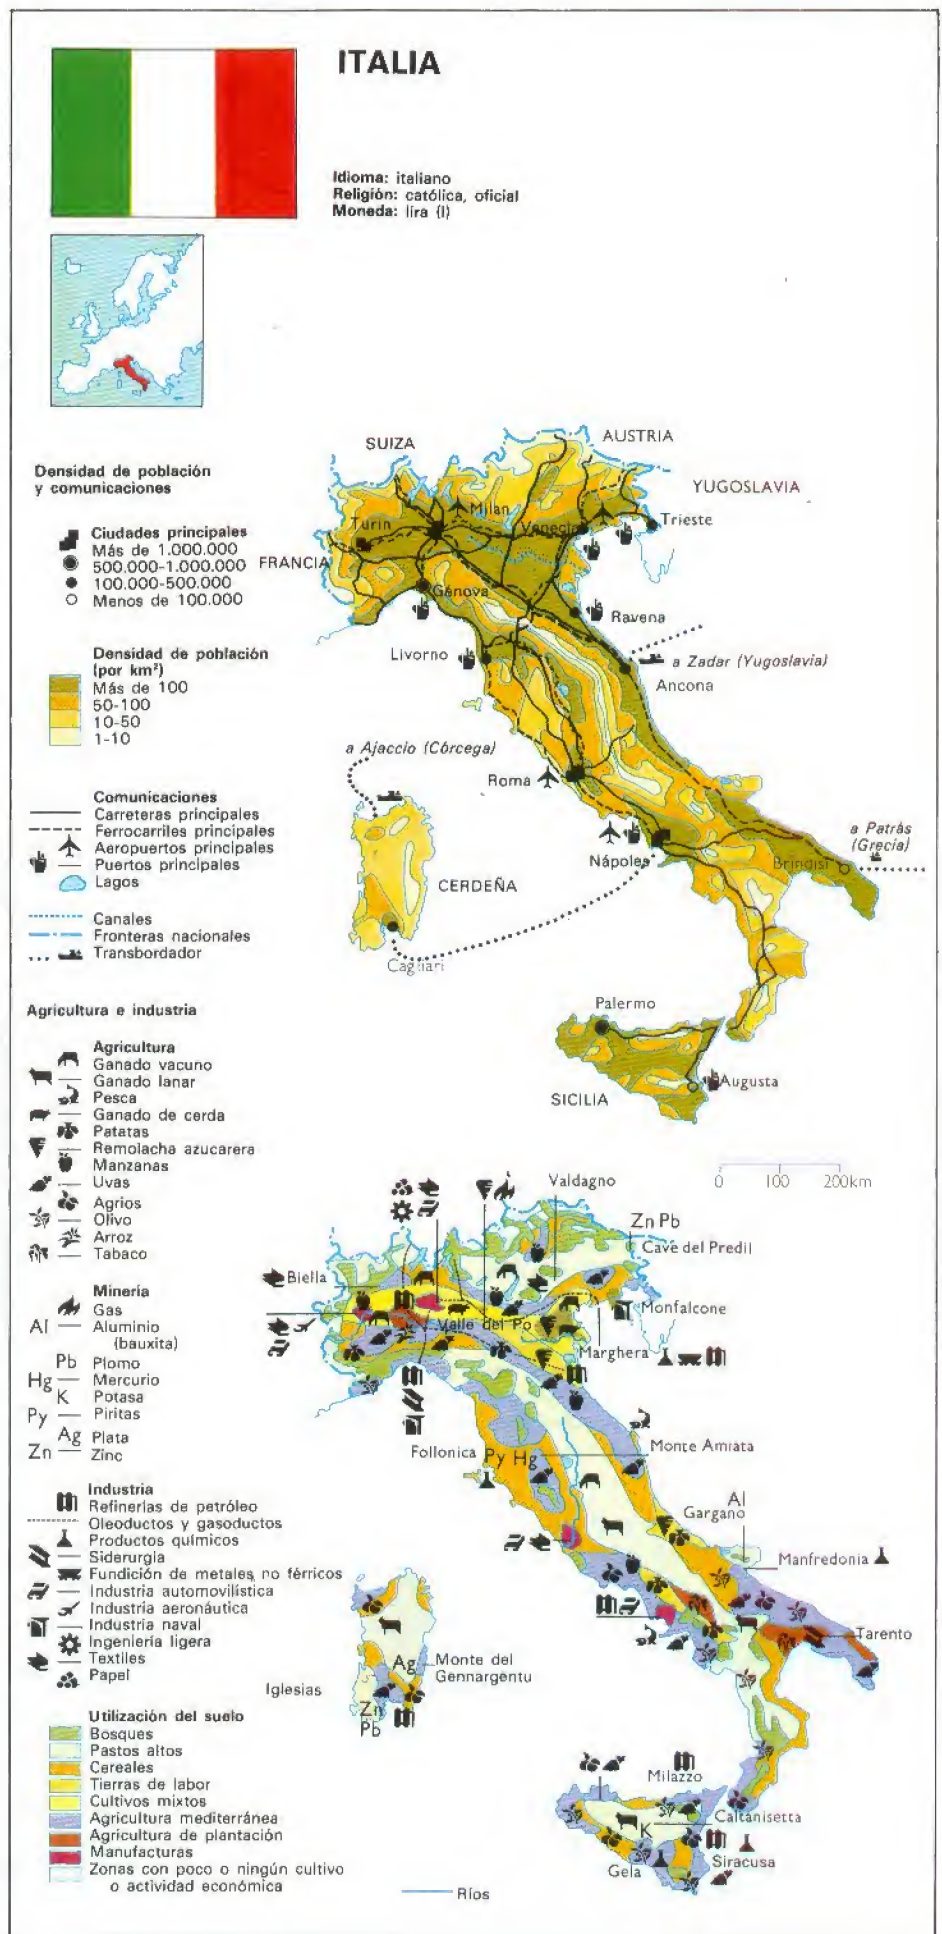 ITALIA
Idioma: italiano
Religión: católica, oficial
Moneda: lira (l)
SUIZA
AUSTRIA
YUGOSLAVIA
FRANCIA
Turín
Milan
Venecia
Trieste
Génova
Ravena
Livorno
a Zadar (Yugoslavia)
Ancona
a Ajaccio (Córcega)
Roma
Nápoles
a Patrás
(Grecia)
Brindisi
CERDEÑA
Cagliari
Palermo
Augusta
SICILIA
Densidad de población
y comunicaciones
Ciudades principales
Más de 1.000.000
500.000-1.000.000
100.000-500.000
Menos de 100.000
Densidad de población
(por km²)
Más de 100
50-100
10-50
1-10
Comunicaciones
Carreteras principales
Ferrocarriles principales
Aeropuertos principales
Puertos principales
Lagos
Canales
Fronteras nacionales
Transbordador
Agricultura e industria
Agricultura
Ganado vacuno
Ganado lanar
Pesca
Ganado de cerda
Patatas
Remolacha azucarera
Manzanas
Uvas
Agrios
Olivo
Arroz
Tabaco
Minería
Gas
Al Aluminio
(bauxita)
Pb Plomo
Hg Mercurio
K Potasa
Py Piritas
Ag Plata
Zn Zinc
Industria
Refinerías de petróleo
Oleoductos y gasoductos
Productos químicos
Siderurgia
Fundición de metales no férricos
Industria automovilística
Industria aeronáutica
Industria naval
Ingeniería ligera
Textiles
Papel
Utilización del suelo
Bosques
Pastos altos
Cereales
Tierras de labor
Cultivos mixtos
Agricultura mediterránea
Agricultura de plantación
Manufacturas
Zonas con poco o ningún cultivo
o actividad económica
Ríos
0 100 200km
Valdagno
Zn Pb
Cave del Predil
Biella
Monfalcone
Valle del Po
Marghera
Follonica
Py Hg
Monte Amiata
Al
Gargano
Manfredonia
Tarento
Ag
Monte del
Gennargentu
Iglesias
Zn
Pb
Milazzo
Caltanisetta
K
Gela
Siracusa